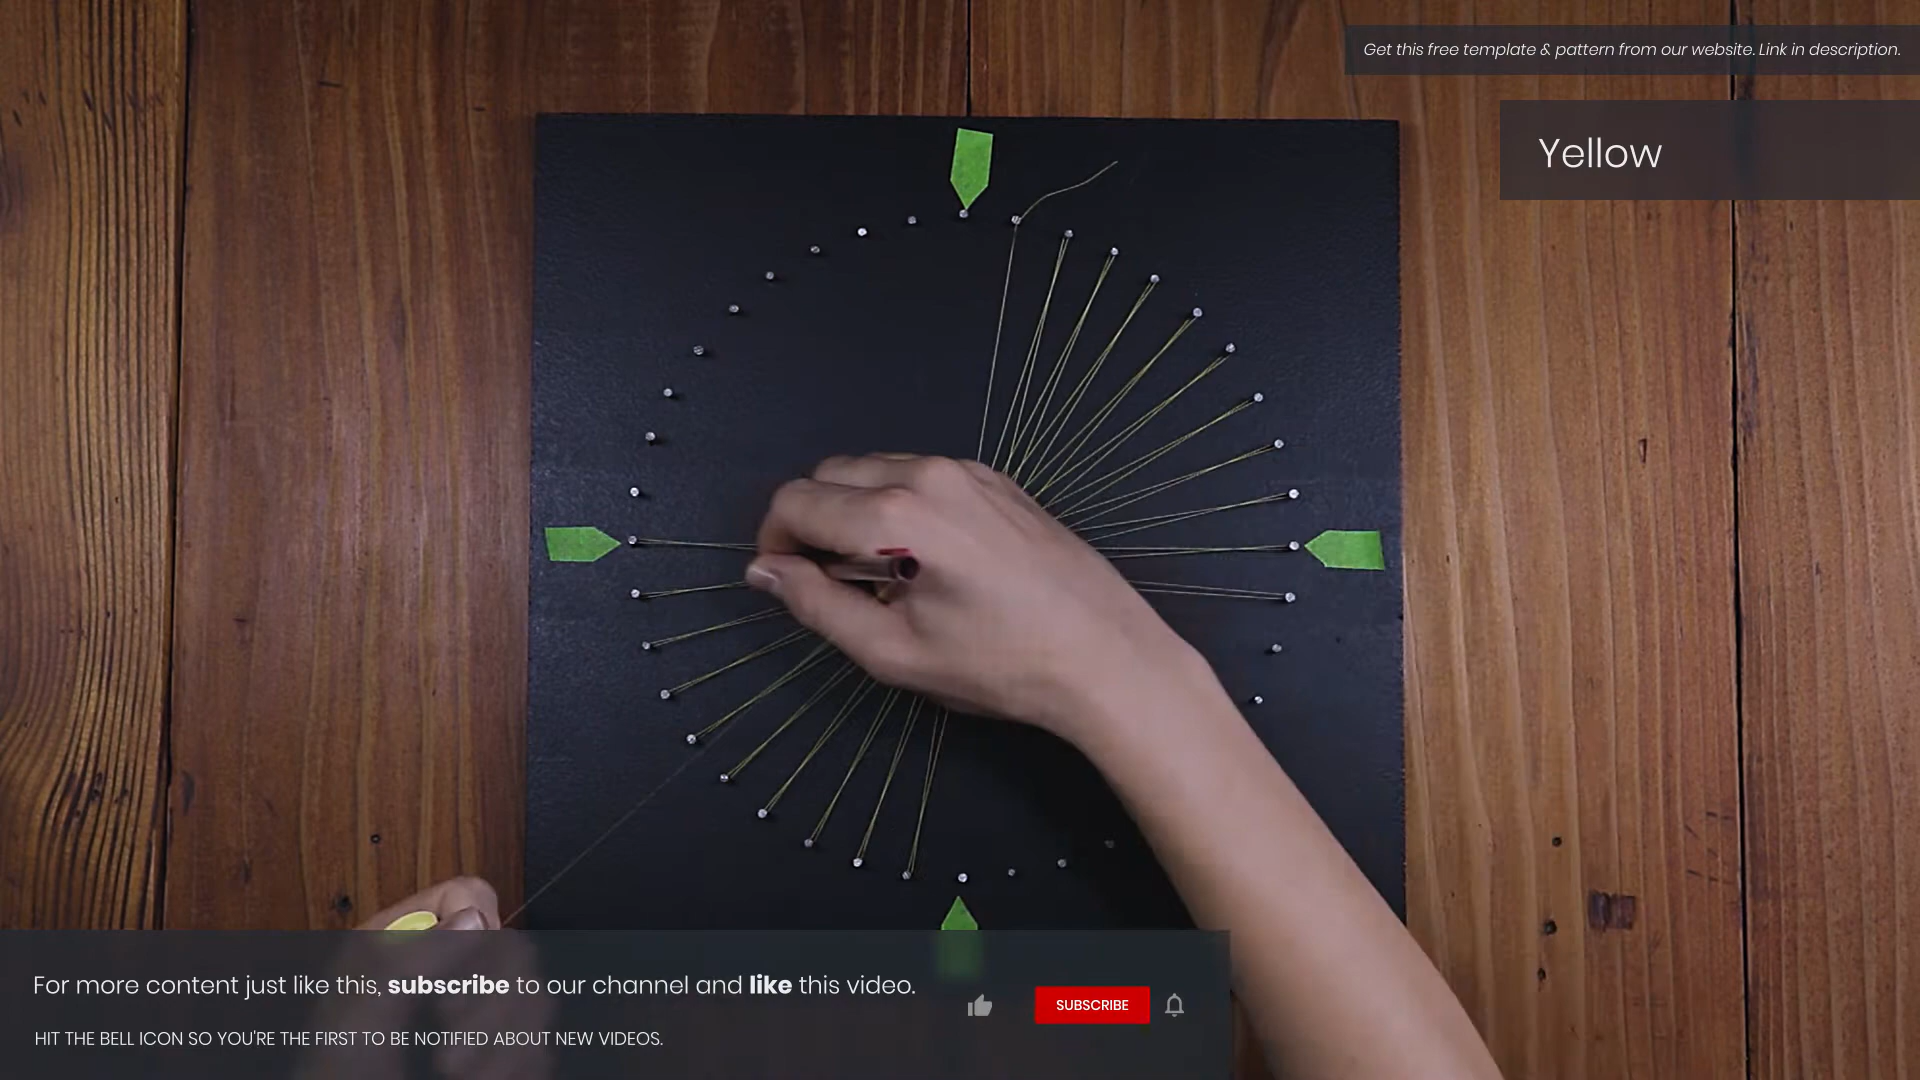 Get this free template & pattern from our website. Link in description.
Yellow
For more content just like this, subscribe to our channel and like this video.
SUBSCRIBE
HIT THE BELL ICON SO YOU'RE THE FIRST TO BE NOTIFIED ABOUT NEW VIDEOS.